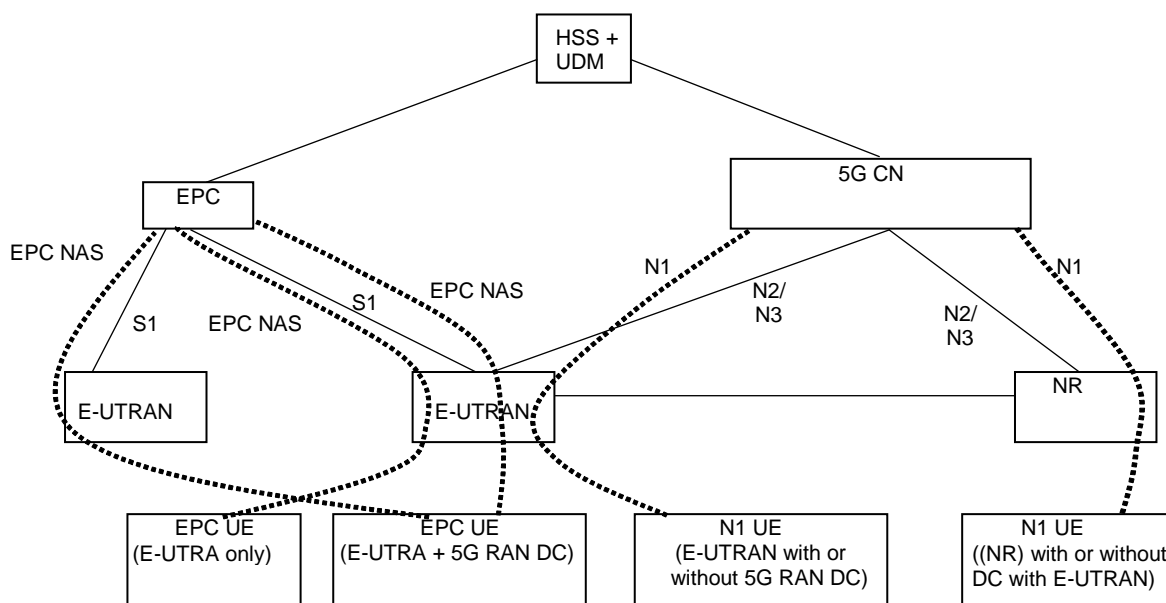 HSS +
UDM
EPC
5G CN
EPC NAS
N1
N1
S1
EPC NAS
S1
EPC NAS
N2/
N3
N2/
N3
E-UTRAN
E-UTRAN
NR
EPC UE
(E-UTRA only)
EPC UE
(E-UTRA + 5G RAN DC)
N1 UE
(E-UTRAN with or
without 5G RAN DC)
N1 UE
((NR) with or without
DC with E-UTRAN)